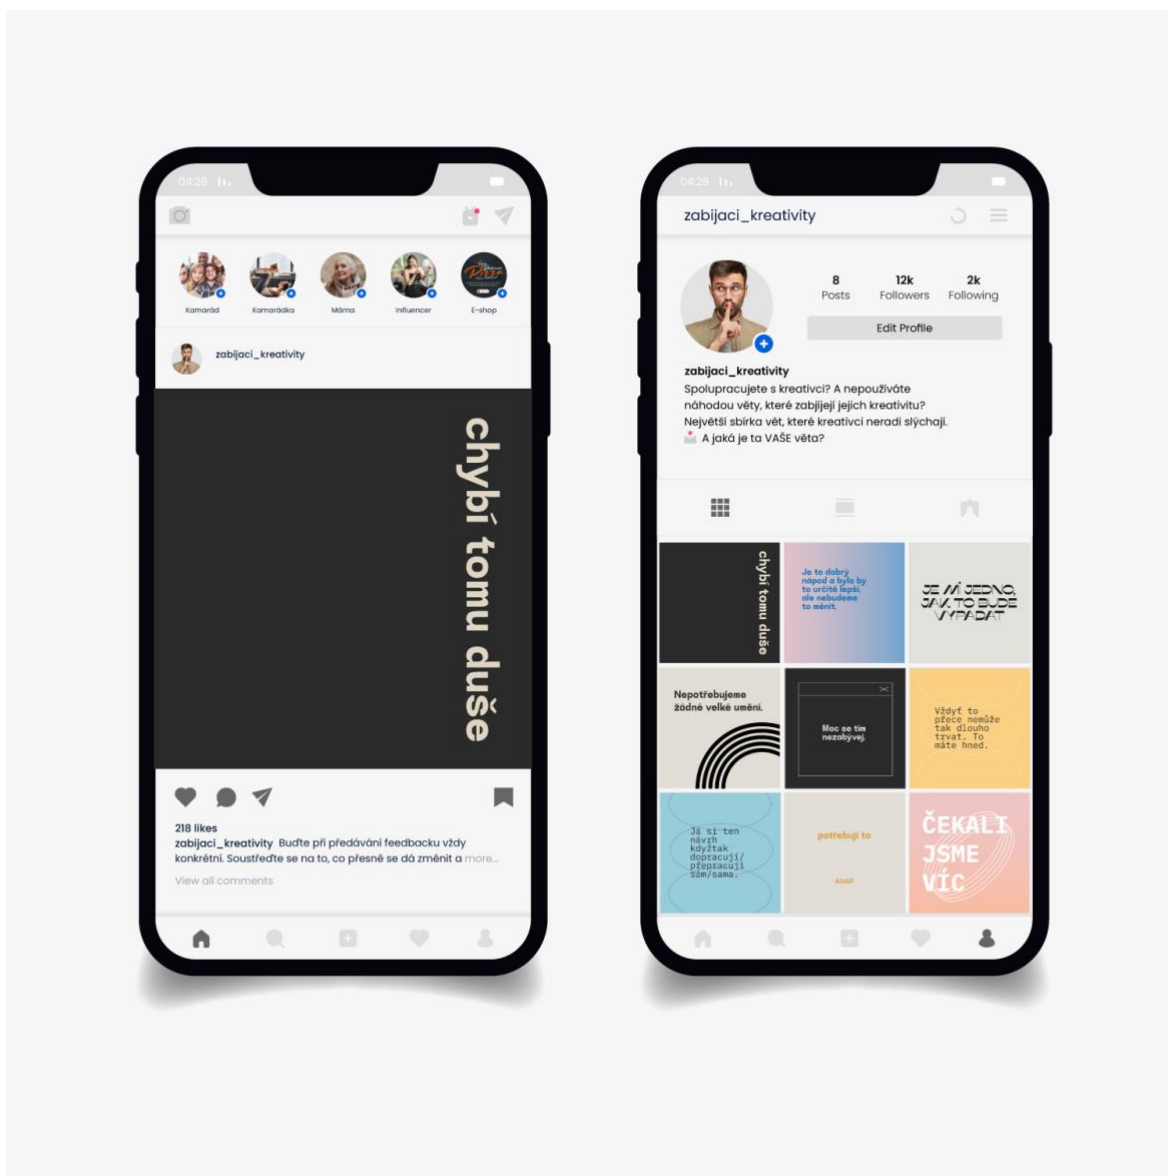 04:28
Kamarád
Kamarádka
Máma
Influencer
E-shop
Pizza
zabijaci_kreativity
chybí tomu duše
218 likes
zabijaci_kreativity Buďte při předávání feedbacku vždy
konkrétní. Soustřeďte se na to, co přesně se dá změnit a more...
View all comments
04:28
zabijaci_kreativity
8
Posts
12k
Followers
2k
Following
Edit Profile
zabijaci_kreativity
Spolupracujete s kreativci? A nepoužíváte
náhodou věty, které zabjíjejí jejich kreativitu?
Největší sbírka vět, které kreativci neradi slýchají.
A jaká je ta VAŠE věta?
chybí tomu duše
Je to dobrý
nápad a bylo by
to určitě lepší,
ale nebudeme
to měnit.
JE MI JEDNO,
JAK TO BUDE
VYPADAT
Nepotřebujeme
žádné velké umění.
Moc se tím
nezabývej.
Vždyť to
přece nemůže
tak dlouho
trvat. To
máte hned.
Já si ten
návrh
kdyžtak
dopracuji/
přepracuji
sám/sama.
potřebuji to
ASAP
ČEKALI
JSME
VÍC